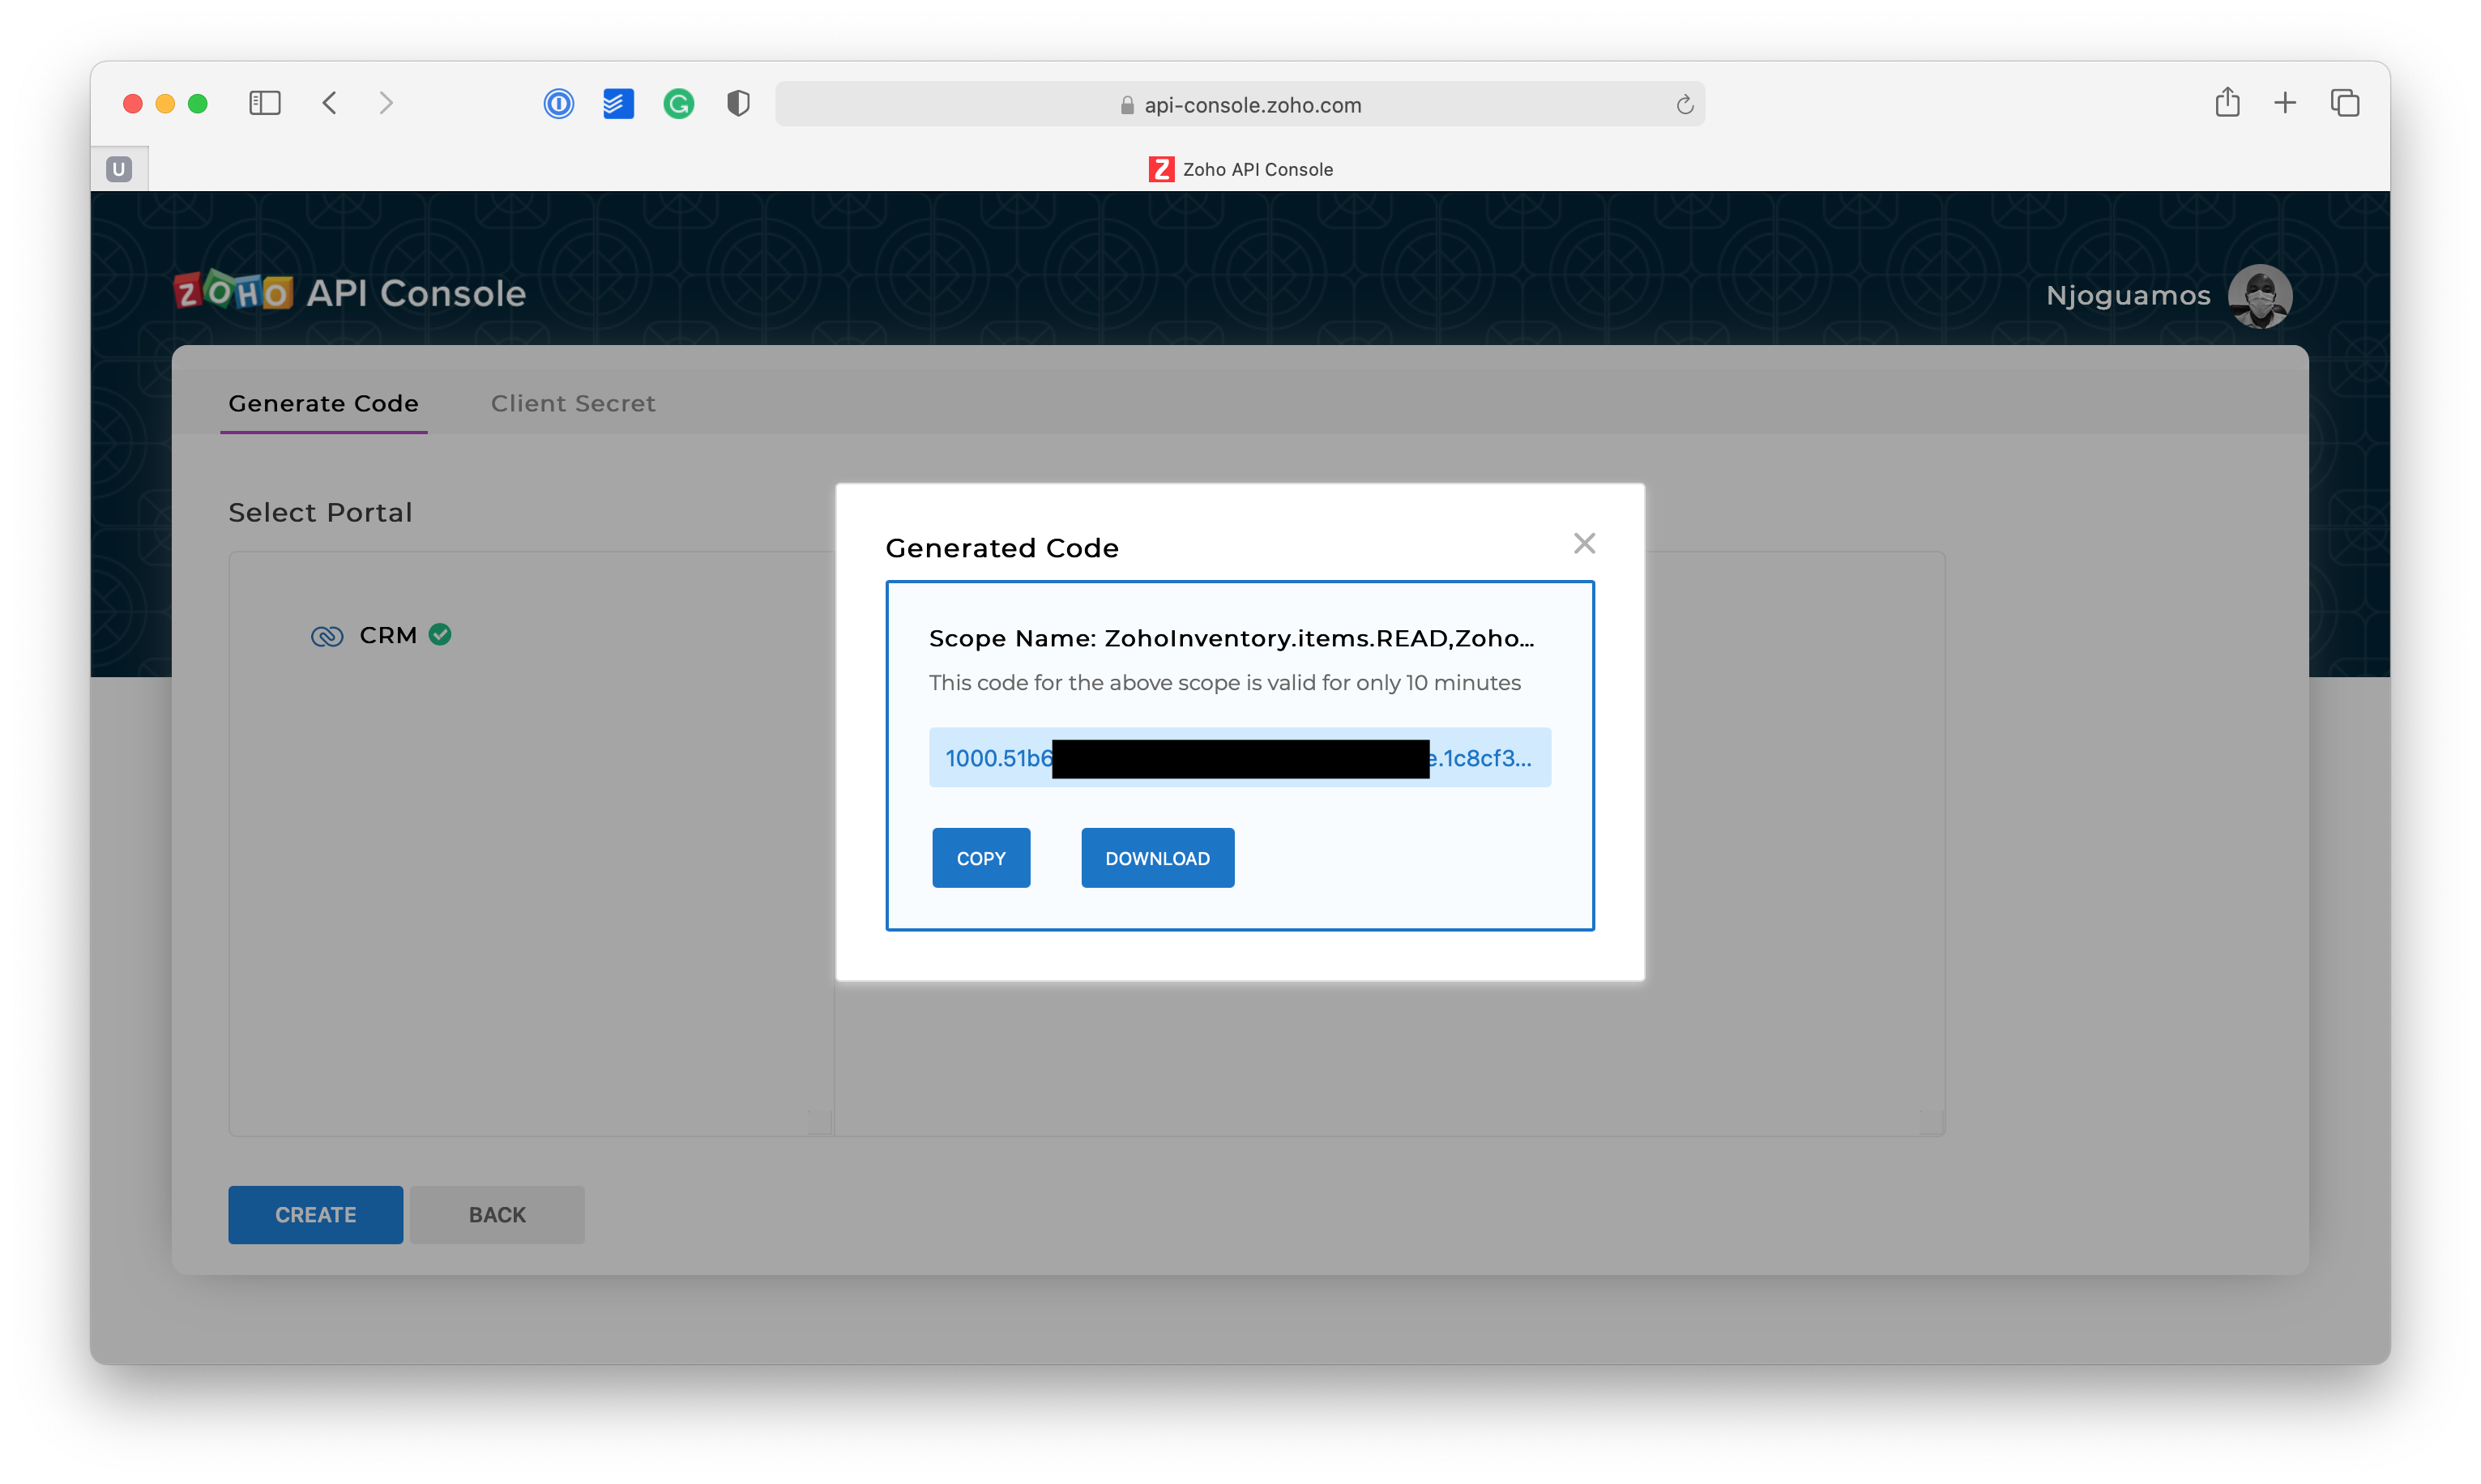 api-console.zoho.com
U
Zoho API Console
ZOHO API Console
Njoguamos
Generate Code
Client Secret
Select Portal
CRM
Generated Code
Scope Name: ZohoInventory.items.READ,Zoho...
This code for the above scope is valid for only 10 minutes
1000.51b6 e.1c8cf3...
COPY
DOWNLOAD
CREATE
BACK